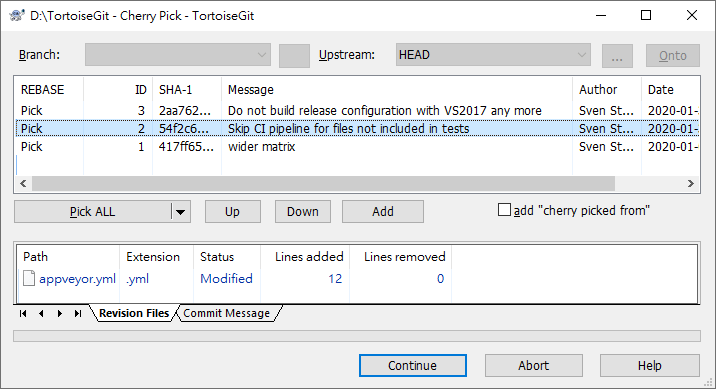 D:\TortoiseGit - Cherry Pick - TortoiseGit
Branch: Upstream: HEAD ... Onto
REBASE ID SHA-1 Message Author Date
Pick 3 2aa762... Do not build release configuration with VS2017 any more Sven St... 2020-01-
Pick 2 54f2c6... Skip CI pipeline for files not included in tests Sven St... 2020-01-
Pick 1 417ff65... wider matrix Sven St... 2020-01-
Pick ALL Up Down Add add "cherry picked from"
Path Extension Status Lines added Lines removed
appveyor.yml .yml Modified 12 0
Revision Files Commit Message
Continue Abort Help